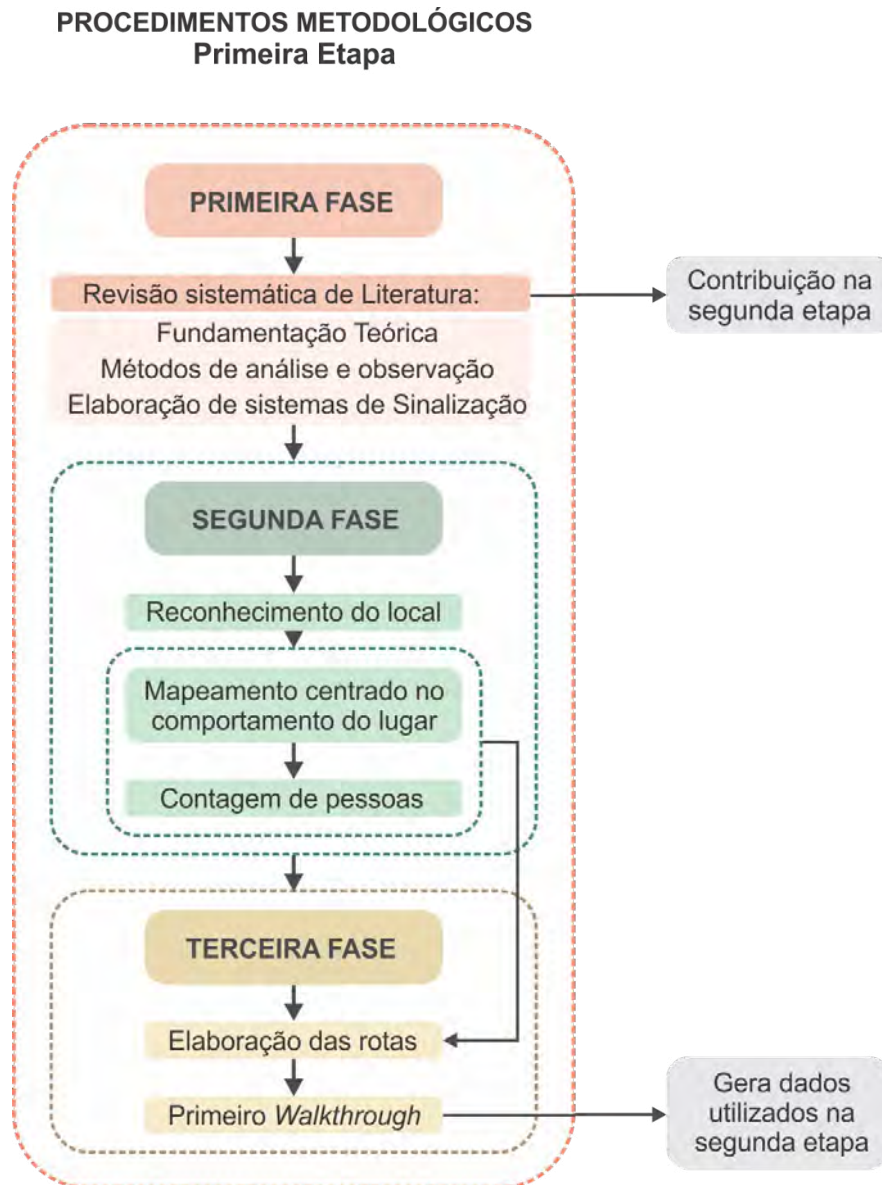 PROCEDIMENTOS METODOLÓGICOS
Primeira Etapa
PRIMEIRA FASE
Revisão sistemática de Literatura:
Contribuição na
segunda etapa
Fundamentação Teórica
Métodos de análise e observação
Elaboração de sistemas de Sinalização
SEGUNDA FASE
Reconhecimento do local
Mapeamento centrado no
comportamento do lugar
Contagem de pessoas
TERCEIRA FASE
Elaboração das rotas
Primeiro Walkthrough
Gera dados
utilizados na
segunda etapa